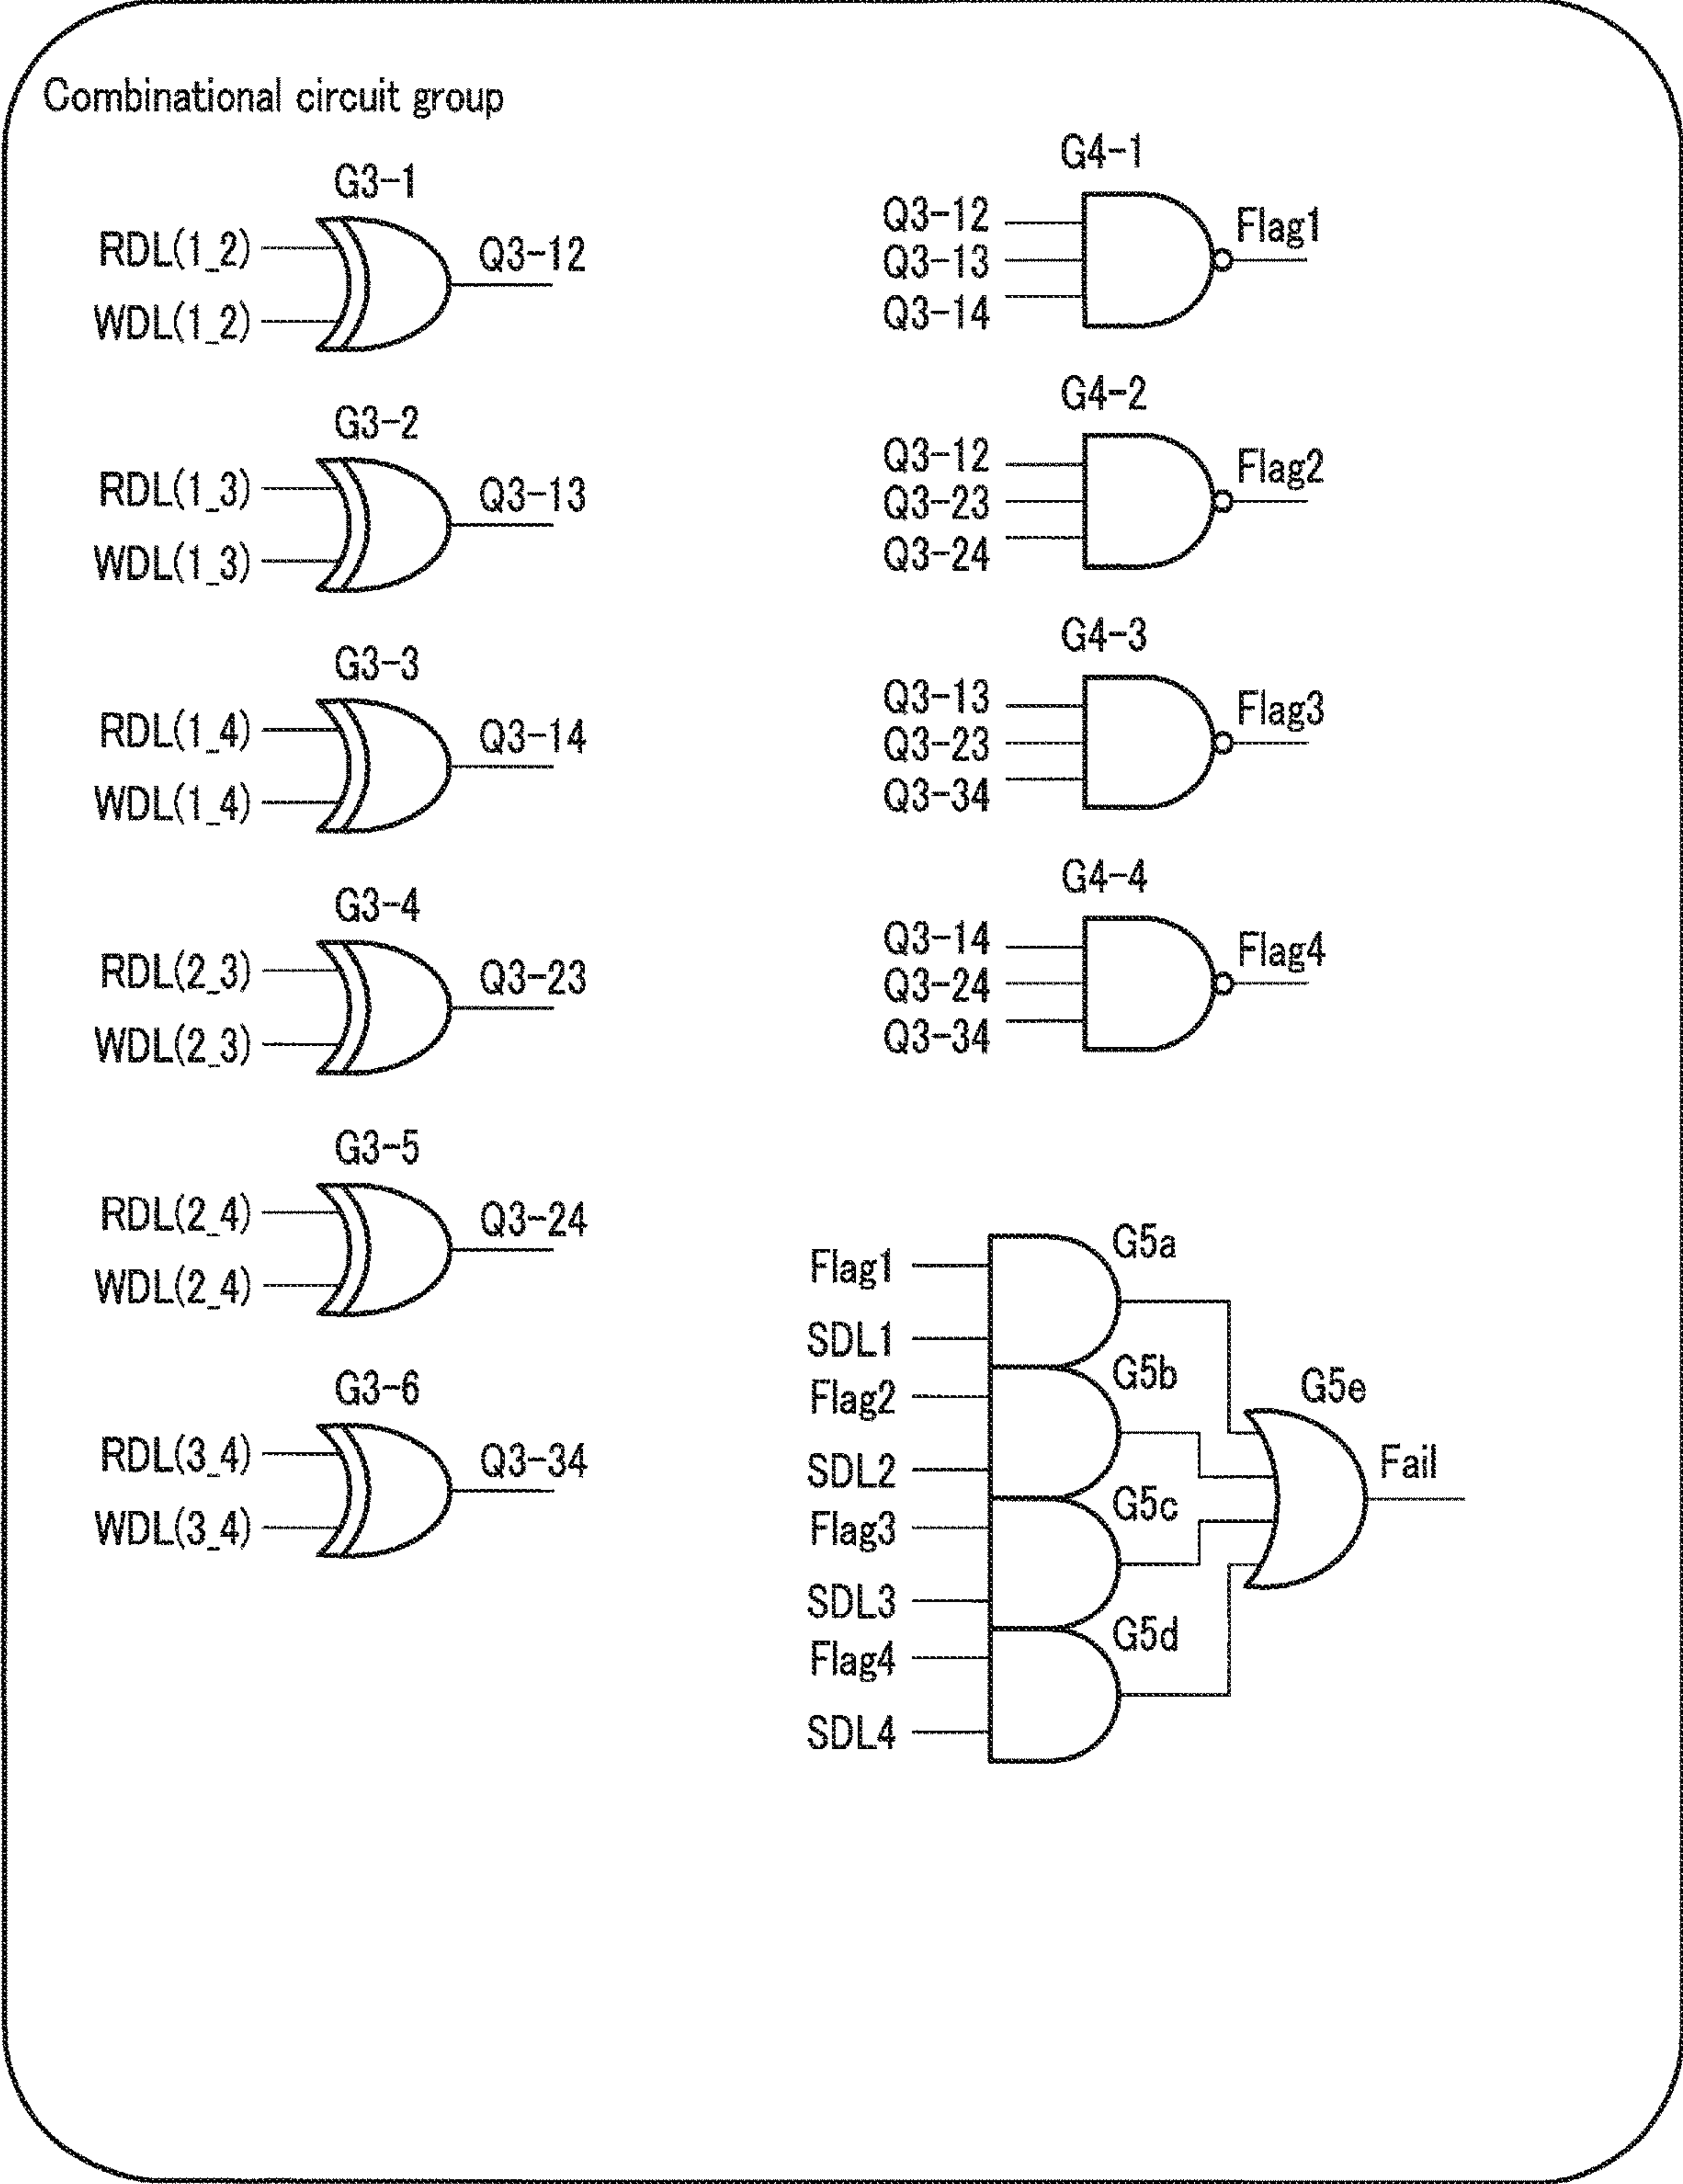 Combinational circuit group
G3-1
RDL(1_2)
WDL(1_2)
Q3-12
G3-2
RDL(1_3)
WDL(1_3)
Q3-13
G3-3
RDL(1_4)
WDL(1_4)
Q3-14
G3-4
RDL(2_3)
WDL(2_3)
Q3-23
G3-5
RDL(2_4)
WDL(2_4)
Q3-24
G3-6
RDL(3_4)
WDL(3_4)
Q3-34
G4-1
Q3-12
Q3-13
Q3-14
Flag1
G4-2
Q3-12
Q3-23
Q3-24
Flag2
G4-3
Q3-13
Q3-23
Q3-34
Flag3
G4-4
Q3-14
Q3-24
Q3-34
Flag4
Flag1
SDL1
G5a
Flag2
SDL2
G5b
Flag3
SDL3
G5c
Flag4
SDL4
G5d
G5e
Fail